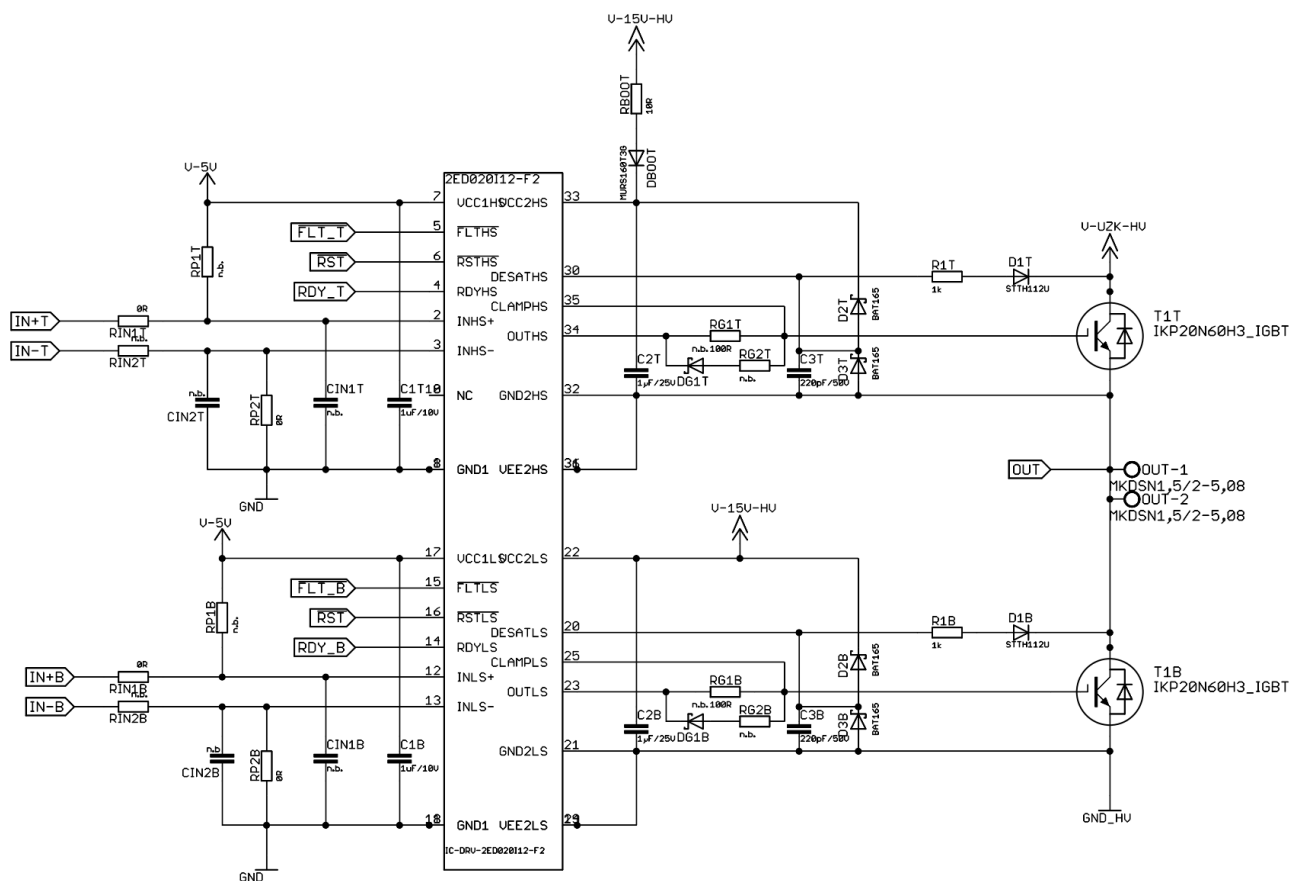 V-15V-HV
RBOOT
10R
MURS160T3G
DBOOT
V-5V
2ED020I12-F2
7 VCC1HS VCC2HS 33
FLT_T 5 FLTHS
RST 6 RSTHS
RDY_T 4 RDYHS
DESATHS 30
CLAMPHS 35
IN+T 0R RIN1T 2 INHS+
OUTHS 34
IN-T n.b. RIN2T 3 INHS-
RP1T n.b.
NC
GND2HS 32
n.b. CIN2T
RP2T 0R
CIN1T n.b.
C1T 1uF/10V
GND1 VEE2HS
GND
C2T 1µF/25V
RG1T
n.b. 100R
DG1T
RG2T n.b.
C3T 220pF/50V
D2T BAT165
D3T BAT165
R1T 1k
D1T STTH112U
V-UZK-HV
T1T
IKP20N60H3_IGBT
OUT
OUT-1
MKDSN1,5/2-5,08
OUT-2
MKDSN1,5/2-5,08
V-5V
V-15V-HV
17 VCC1LS VCC2LS 22
FLT_B 15 FLTLS
RST 16 RSTLS
RDY_B 14 RDYLS
DESATLS 20
CLAMPLS 25
IN+B 0R RIN1B 12 INLS+
OUTLS 23
IN-B n.b. RIN2B 13 INLS-
RP1B n.b.
GND2LS 21
n.b. CIN2B
RP2B 0R
CIN1B n.b.
C1B 1uF/10V
18 GND1 VEE2LS
GND
IC-DRV-2ED020I12-F2
C2B 1µF/25V
RG1B
n.b. 100R
DG1B
RG2B n.b.
C3B 220pF/50V
D2B BAT165
D3B BAT165
R1B 1k
D1B STTH112U
T1B
IKP20N60H3_IGBT
GND_HV